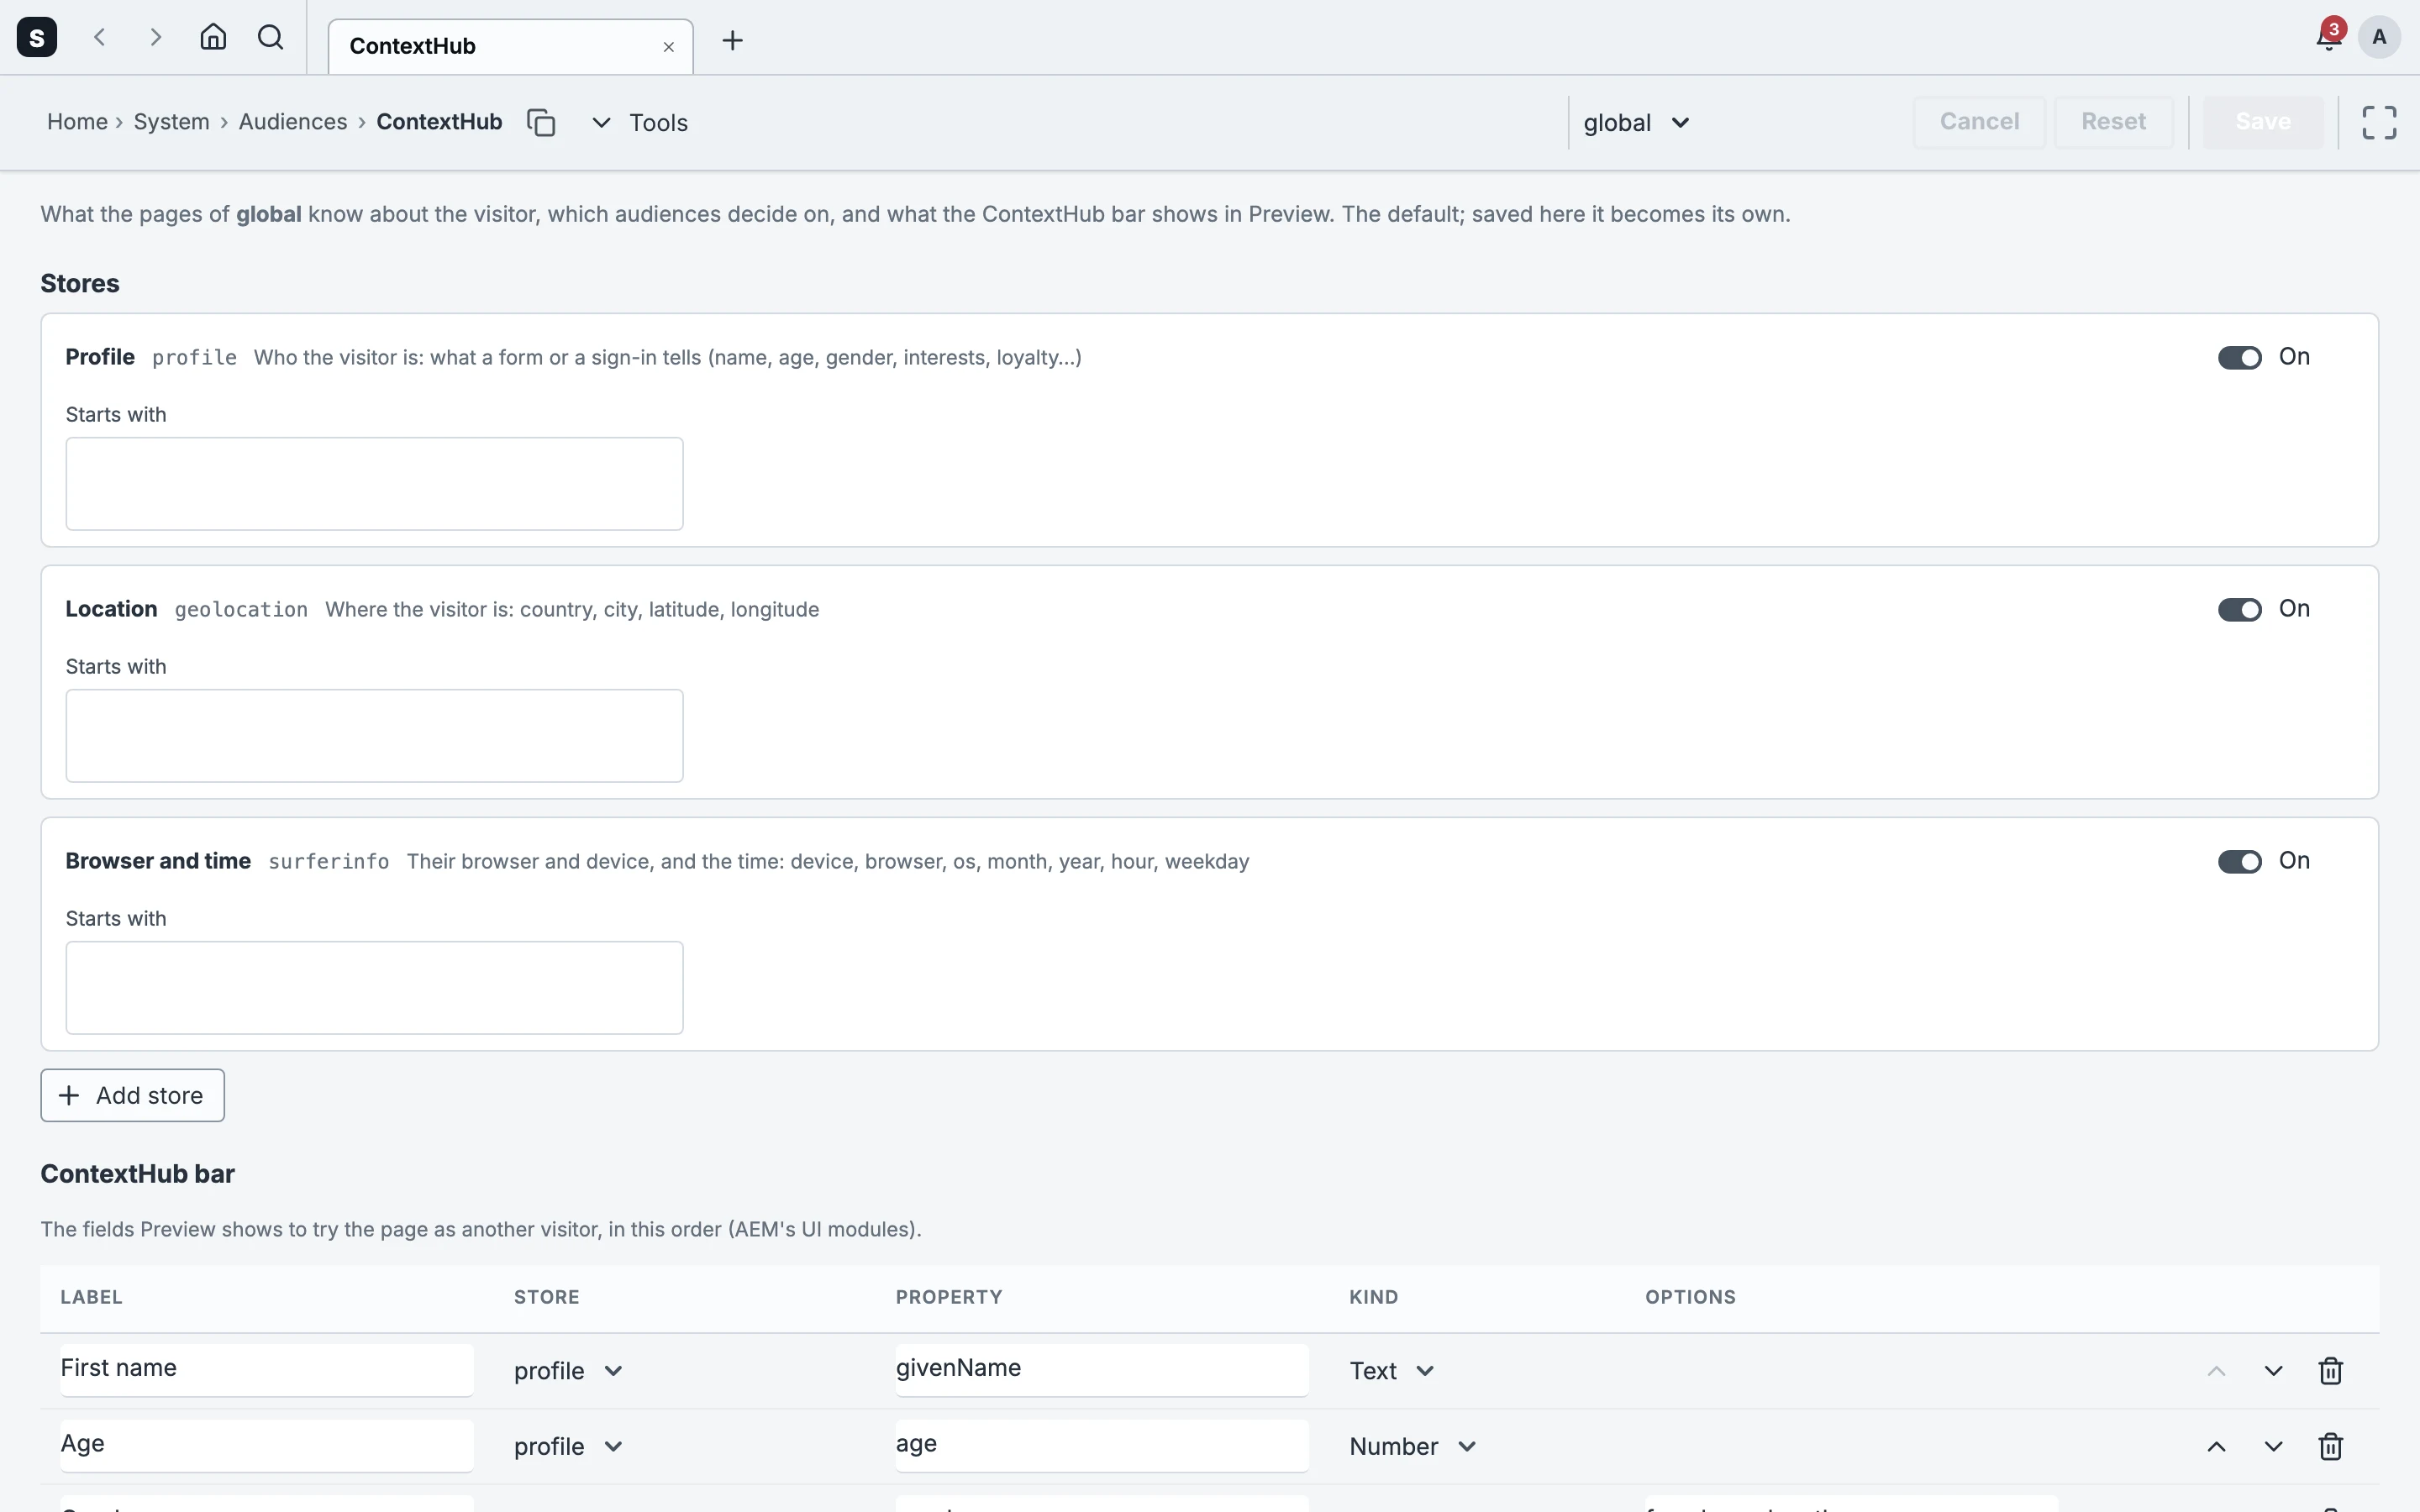 S
ContextHub
3
A
Home › System › Audiences › ContextHub
Tools
global
Cancel
Reset
Save
What the pages of global know about the visitor, which audiences decide on, and what the ContextHub bar shows in Preview. The default; saved here it becomes its own.
Stores
Profile profile Who the visitor is: what a form or a sign-in tells (name, age, gender, interests, loyalty...)
On
Starts with
Location geolocation Where the visitor is: country, city, latitude, longitude
On
Starts with
Browser and time surferinfo Their browser and device, and the time: device, browser, os, month, year, hour, weekday
On
Starts with
Add store
ContextHub bar
The fields Preview shows to try the page as another visitor, in this order (AEM's UI modules).
LABEL STORE PROPERTY KIND OPTIONS
First name profile givenName Text
Age profile age Number